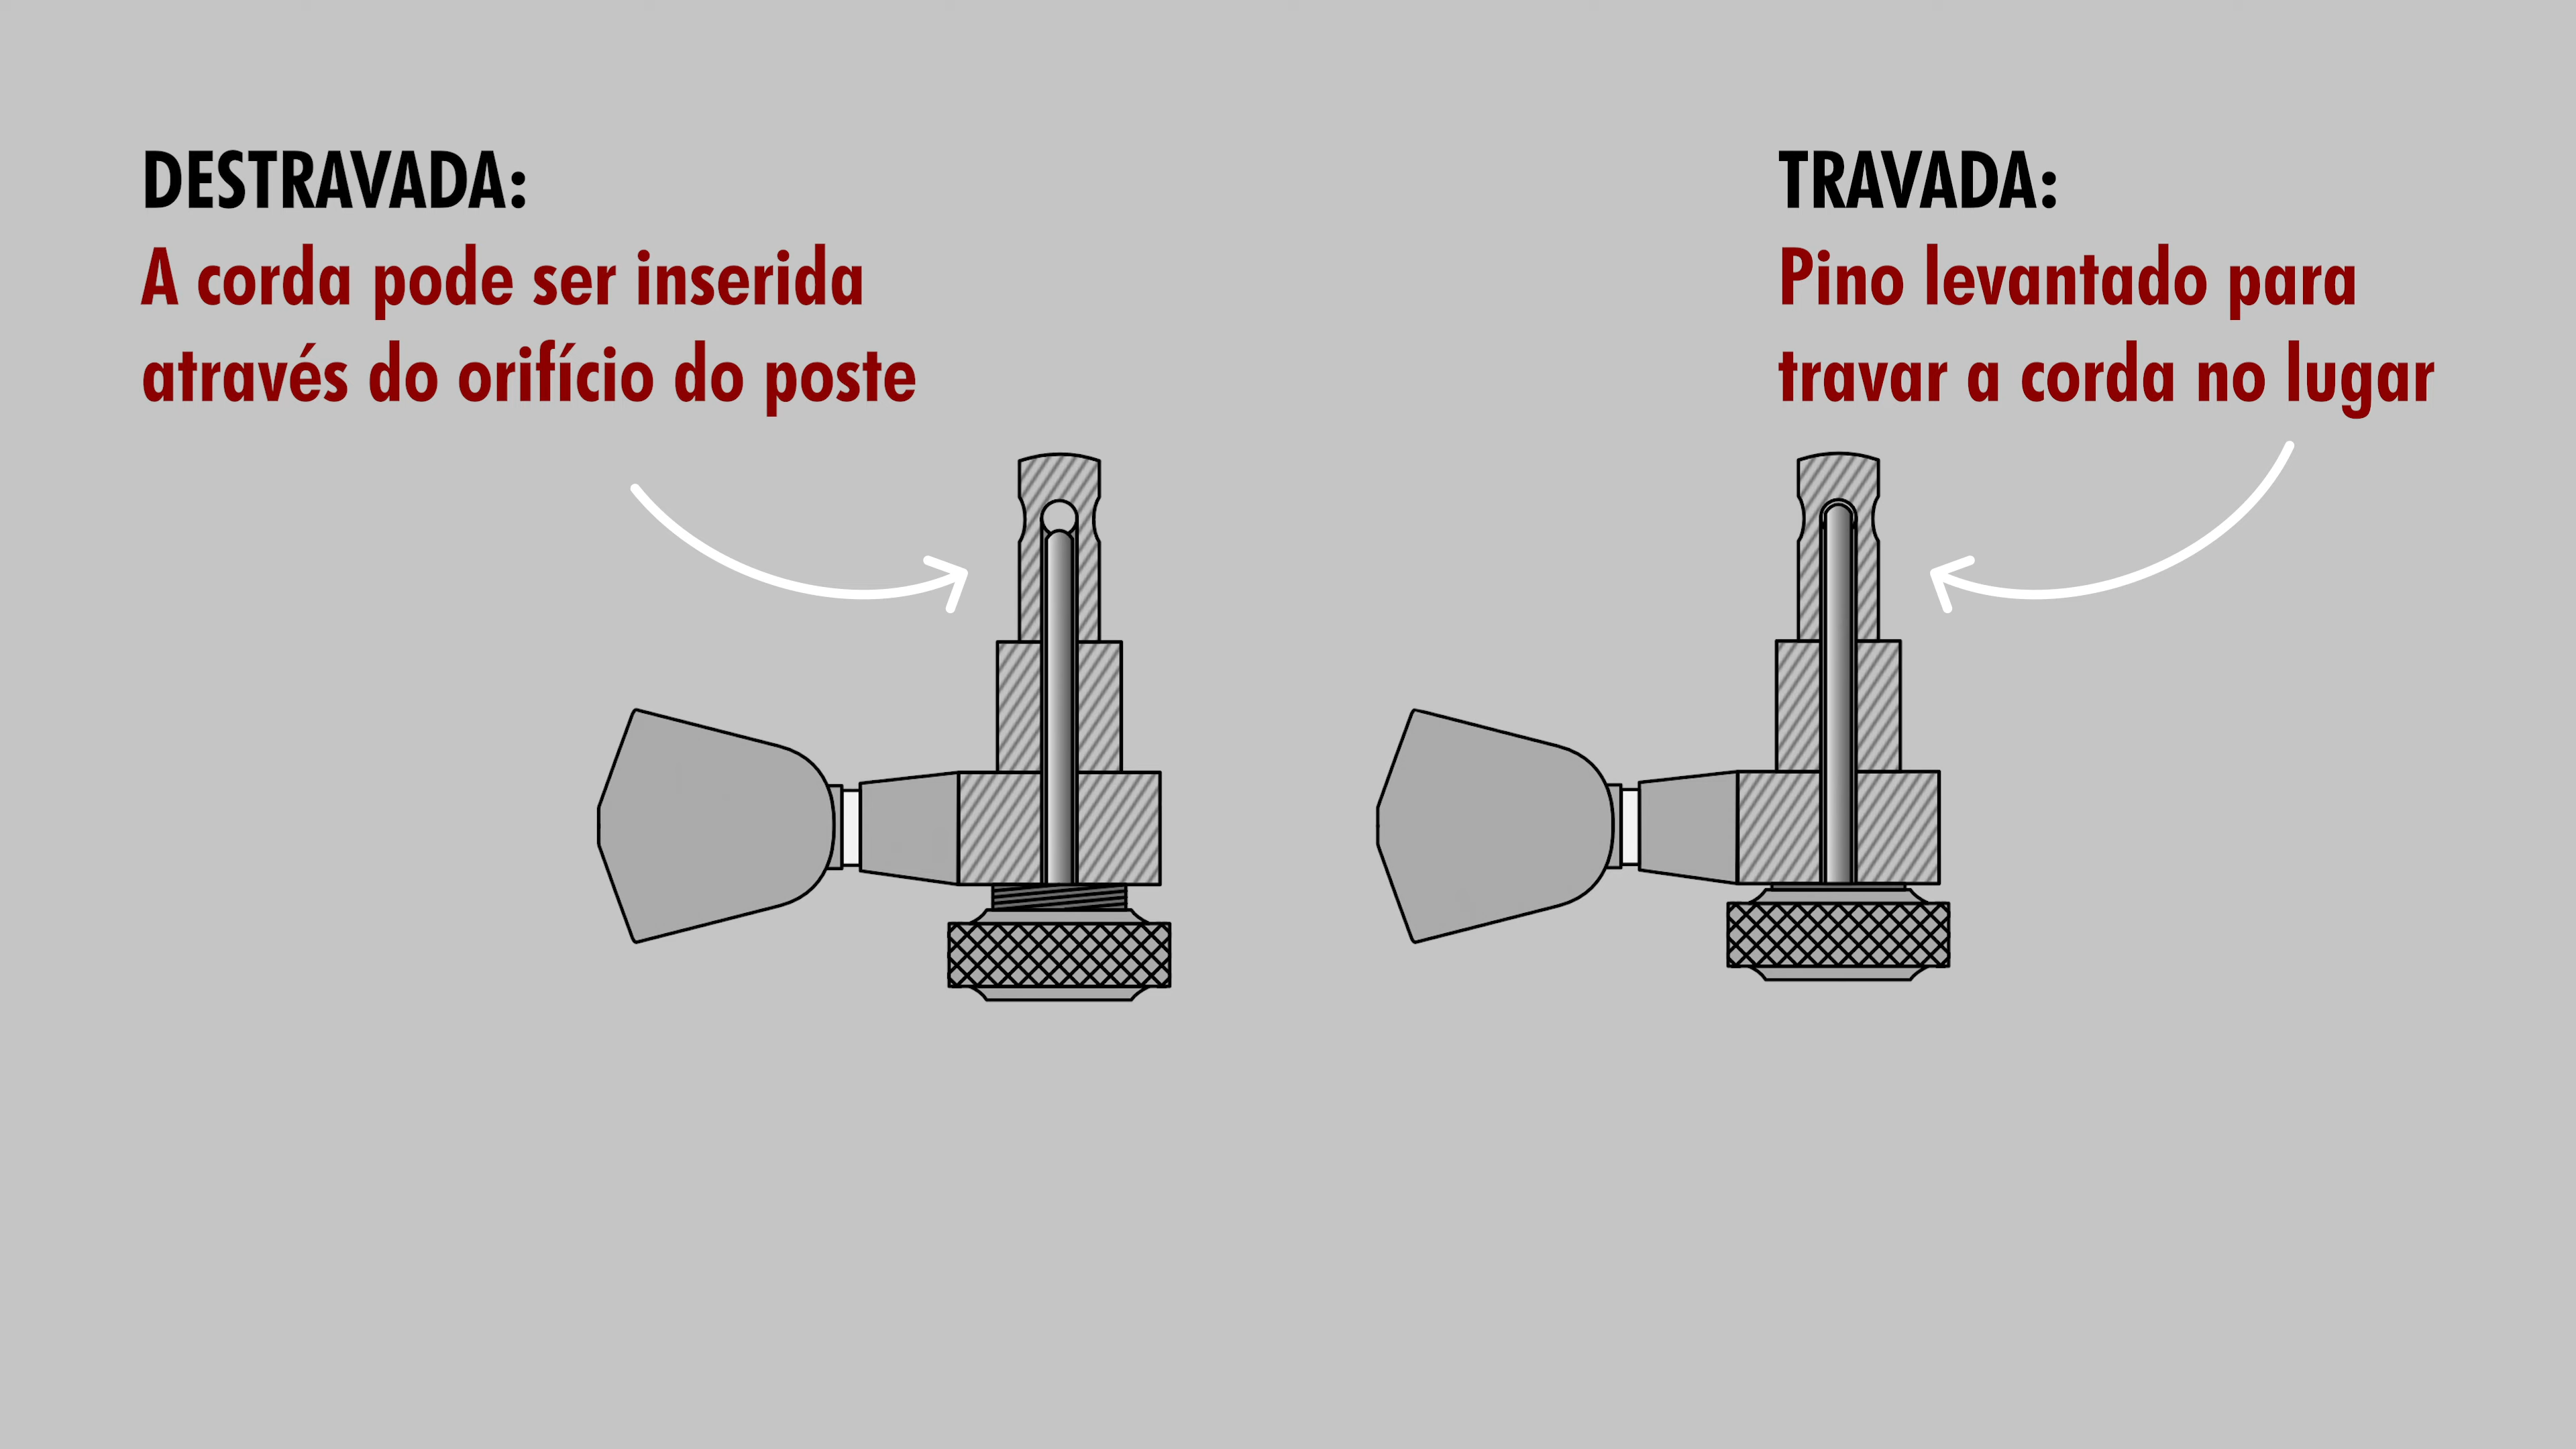 DESTRAVADA:
A corda pode ser inserida
através do orifício do poste
TRAVADA:
Pino levantado para
travar a corda no lugar